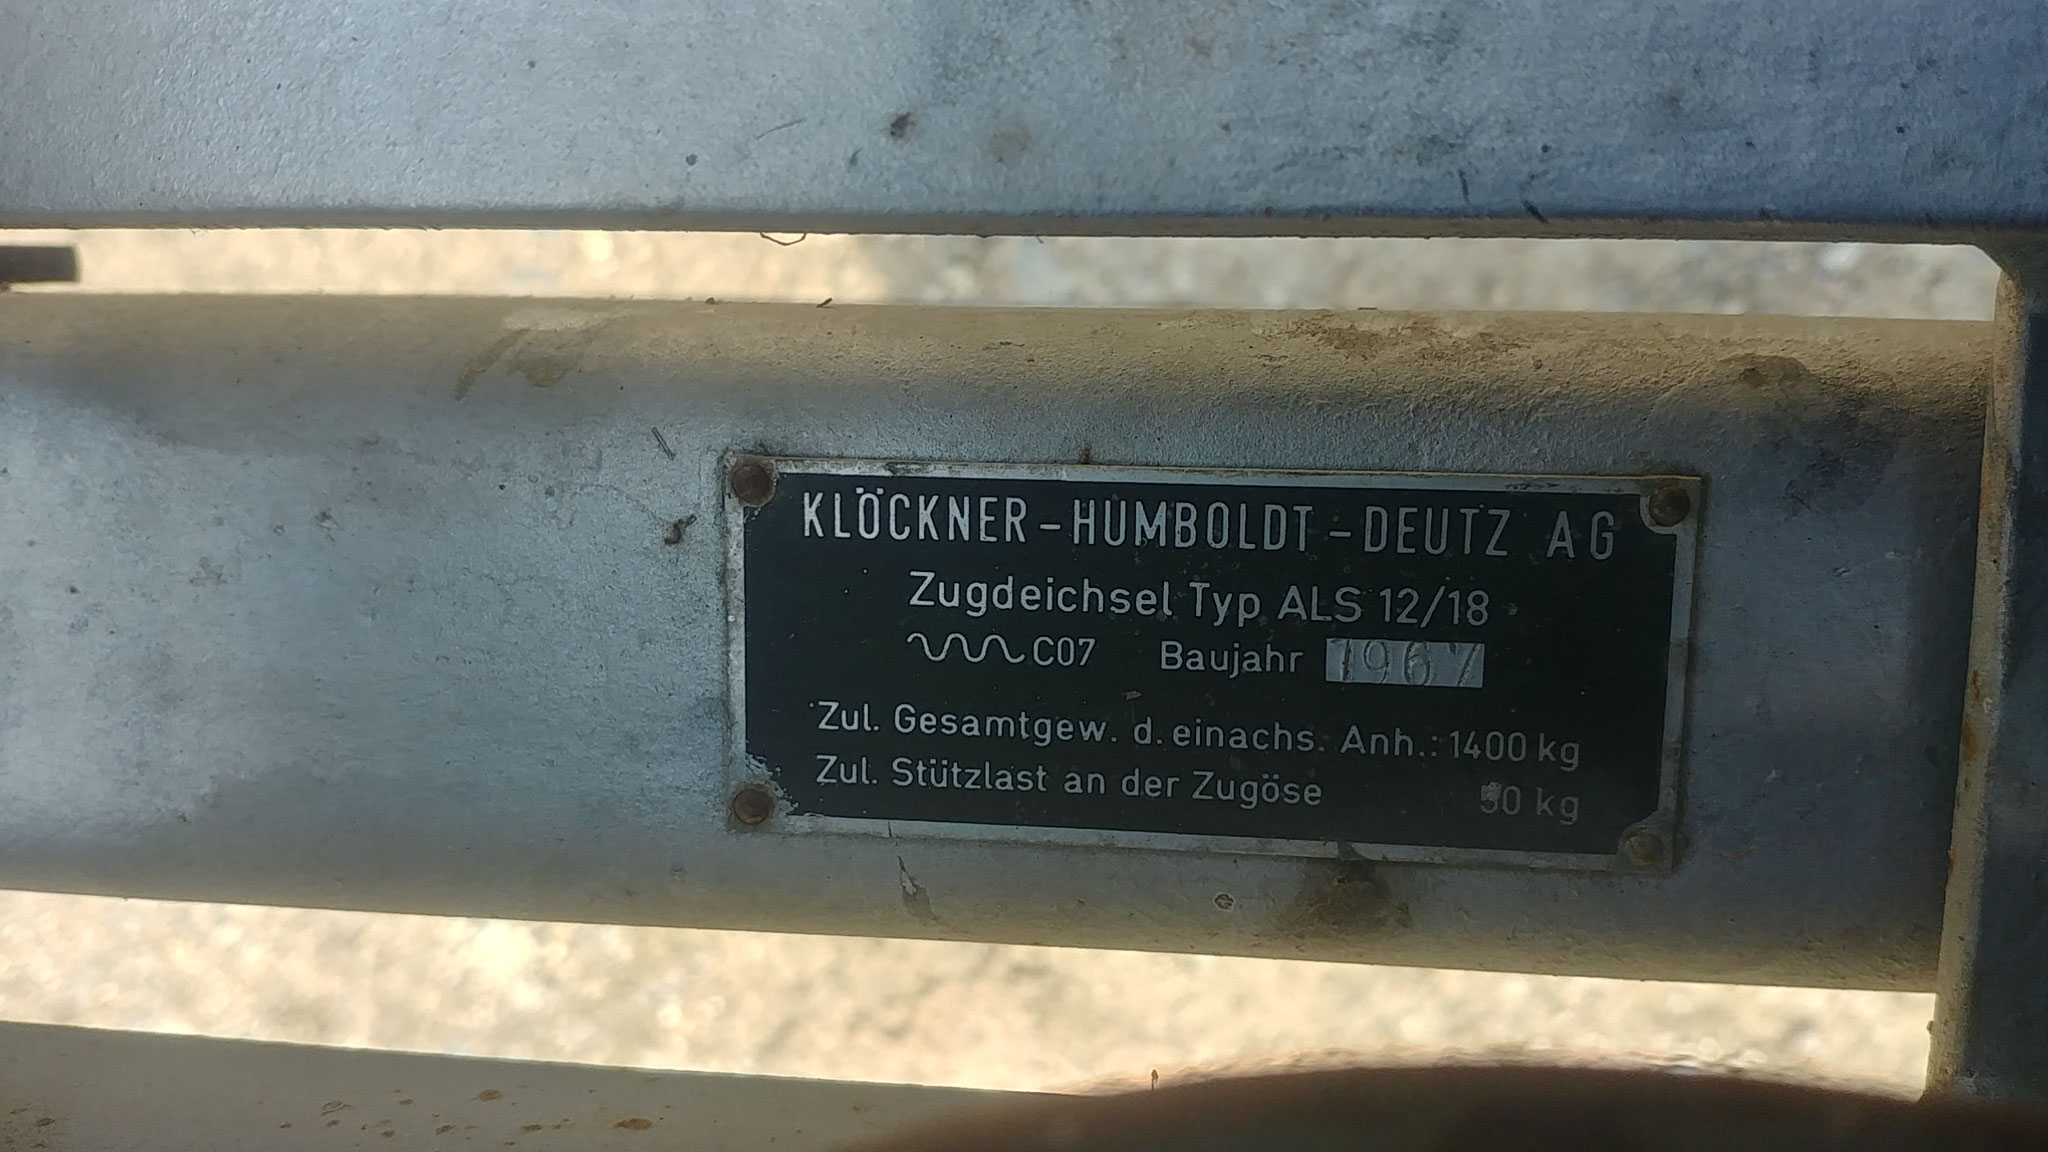 KLÖCKNER-HUMBOLDT-DEUTZ AG
Zugdeichsel Typ ALS 12/18
C07 Baujahr 1967
Zul. Gesamtgew. d. einachs. Anh.: 1400 kg
Zul. Stützlast an der Zugöse 50 kg